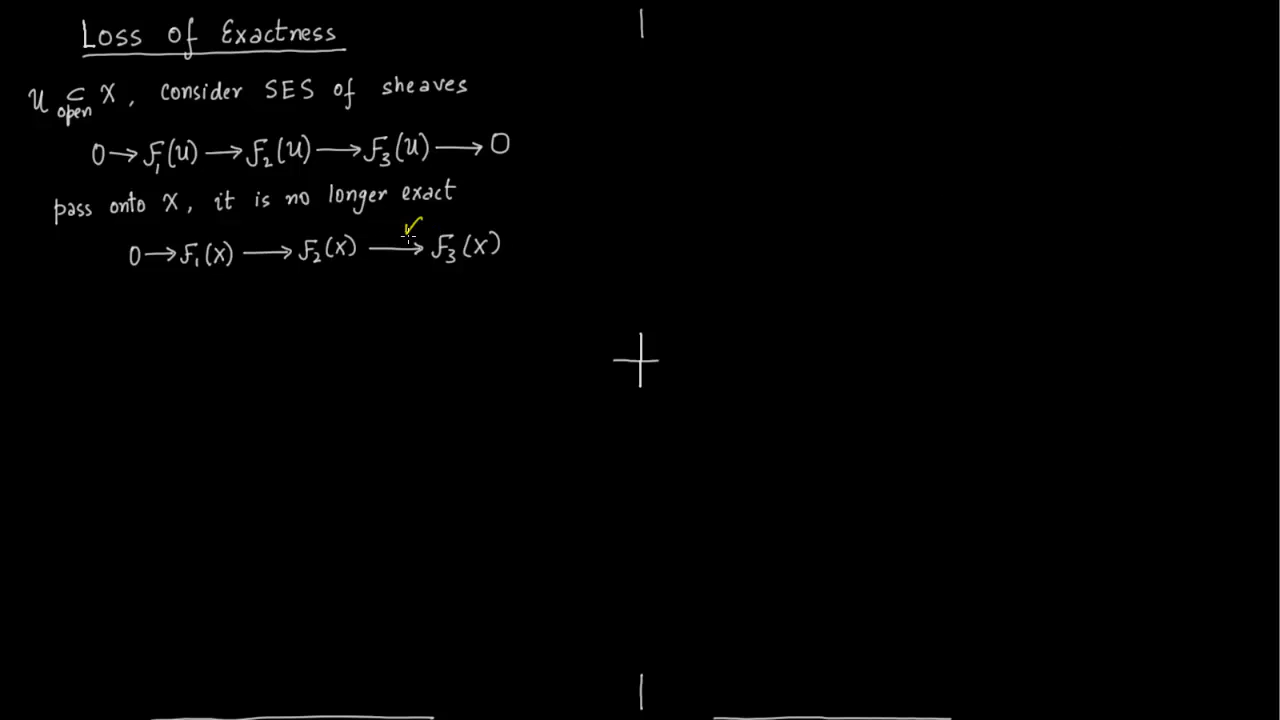 Loss of Exactness
U ⊂ open X, consider SES of sheaves
0 → F₁(U) → F₂(U) → F₃(U) → 0
pass onto X, it is no longer exact
0 → F₁(X) → F₂(X) → F₃(X)